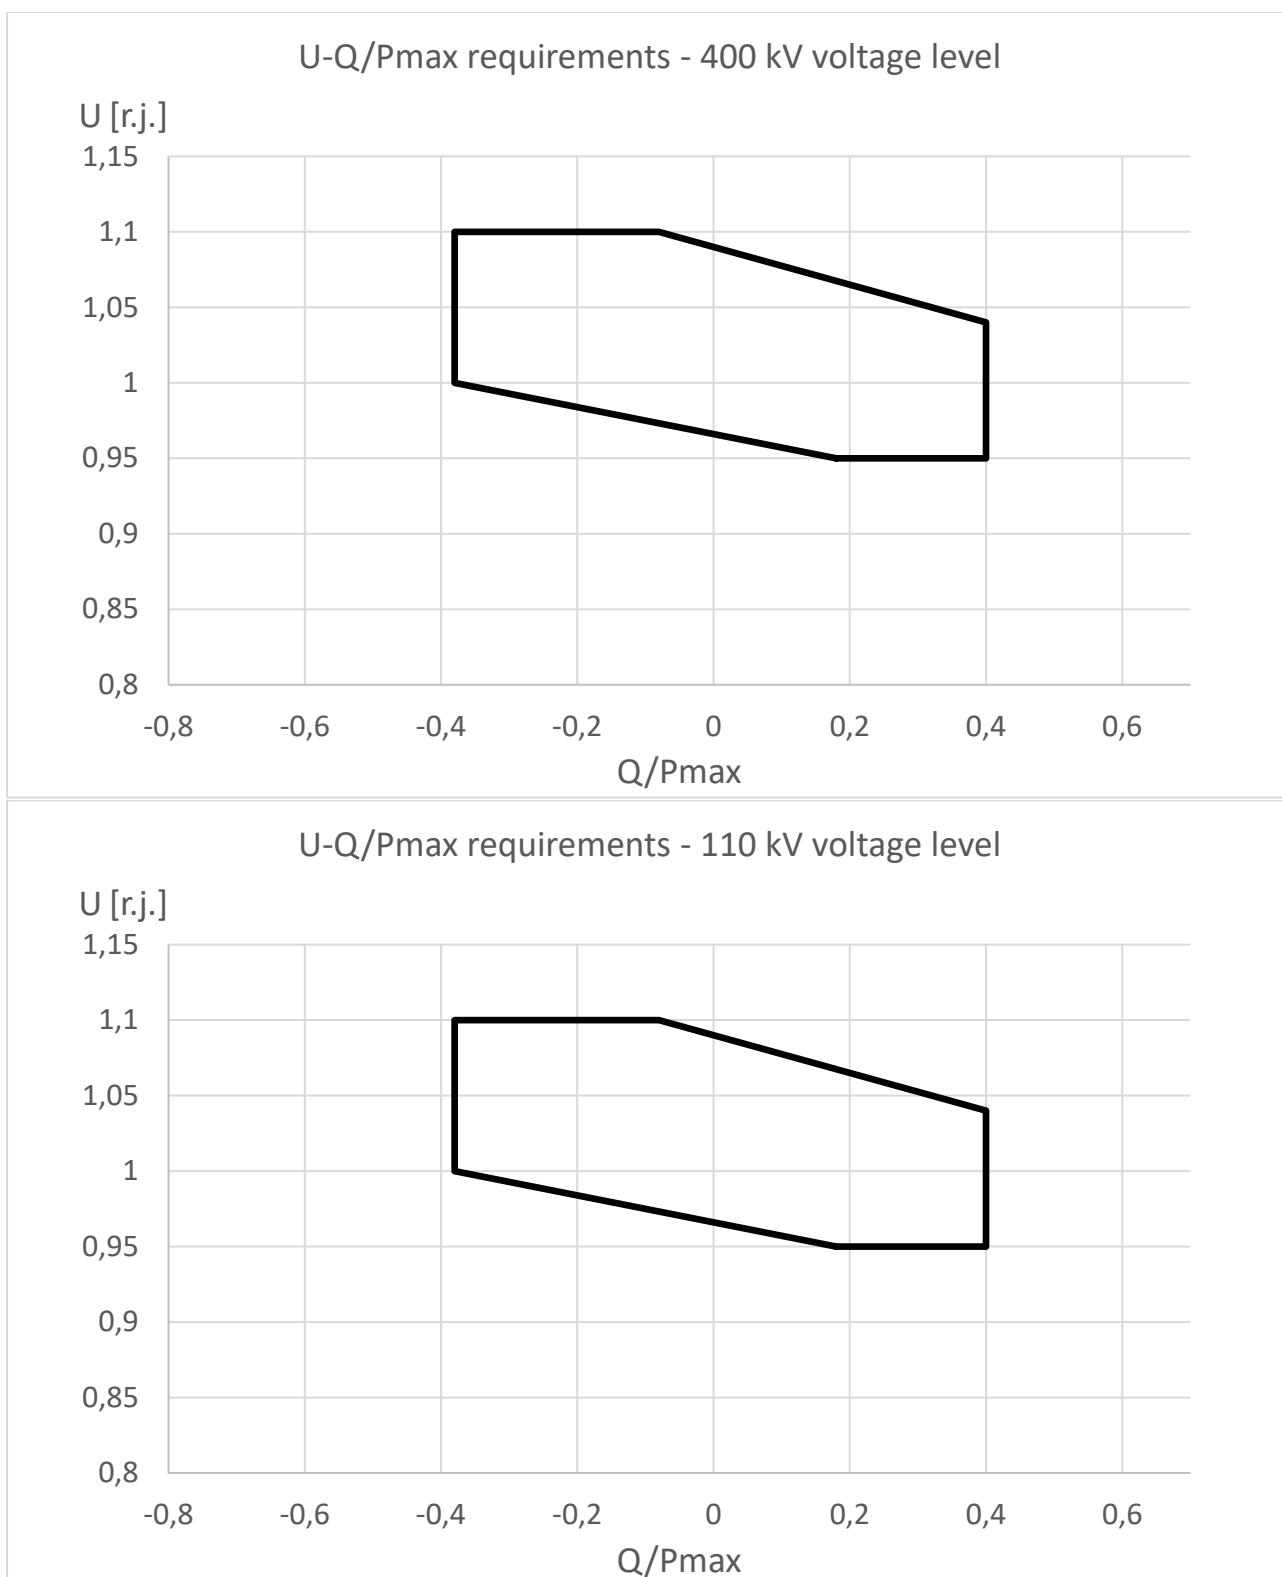 U-Q/Pmax requirements - 400 kV voltage level
U [r.j.]
1,15
1,1
1,05
1
0,95
0,9
0,85
0,8
-0,8 -0,6 -0,4 -0,2 0 0,2 0,4 0,6
Q/Pmax
U-Q/Pmax requirements - 110 kV voltage level
U [r.j.]
1,15
1,1
1,05
1
0,95
0,9
0,85
0,8
-0,8 -0,6 -0,4 -0,2 0 0,2 0,4 0,6
Q/Pmax